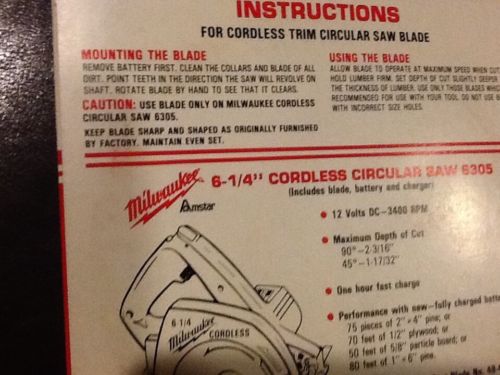 INSTRUCTIONS
FOR CORDLESS TRIM CIRCULAR SAW BLADE
MOUNTING THE BLADE
REMOVE BATTERY FIRST. CLEAN THE COLLARS AND BLADE OF ALL
DIRT. POINT TEETH IN THE DIRECTION THE SAW WILL REVOLVE ON
SHAFT. ROTATE BLADE BY HAND TO SEE THAT IT CLEARS.
CAUTION: USE BLADE ONLY ON MILWAUKEE CORDLESS
CIRCULAR SAW 6305.
KEEP BLADE SHARP AND SHAPED AS ORIGINALLY FURNISHED
BY FACTORY. MAINTAIN EVEN SET.
USING THE BLADE
ALLOW BLADE TO OPERATE AT MAXIMUM SPEED WHEN CUT
HOLD LUMBER FIRM. SET DEPTH OF CUT SLIGHTLY DEEPER
THE THICKNESS OF LUMBER. USE ONLY THOSE BLADES WHICH
RECOMMENDED FOR USE WITH YOUR TOOL. DO NOT USE
WITH INCORRECT SIZE HOLES.
Milwaukee
Amstar
6-1/4" CORDLESS CIRCULAR SAW 6305
(Includes blade, battery and charger)
• 12 Volts DC-3400 RPM
• Maximum Depth of Cut
90°-2-3/16"
45°-1-17/32"
• One hour fast charge
• Performance with new-fully charged batt
75 pieces of 2" x 4" pine; or
70 feet of 1/2" plywood; or
50 feet of 5/8" particle board; or
80 feet of 1" x 6" pine.
Blade No. 48
6-1/4
Milwaukee
CORDLESS